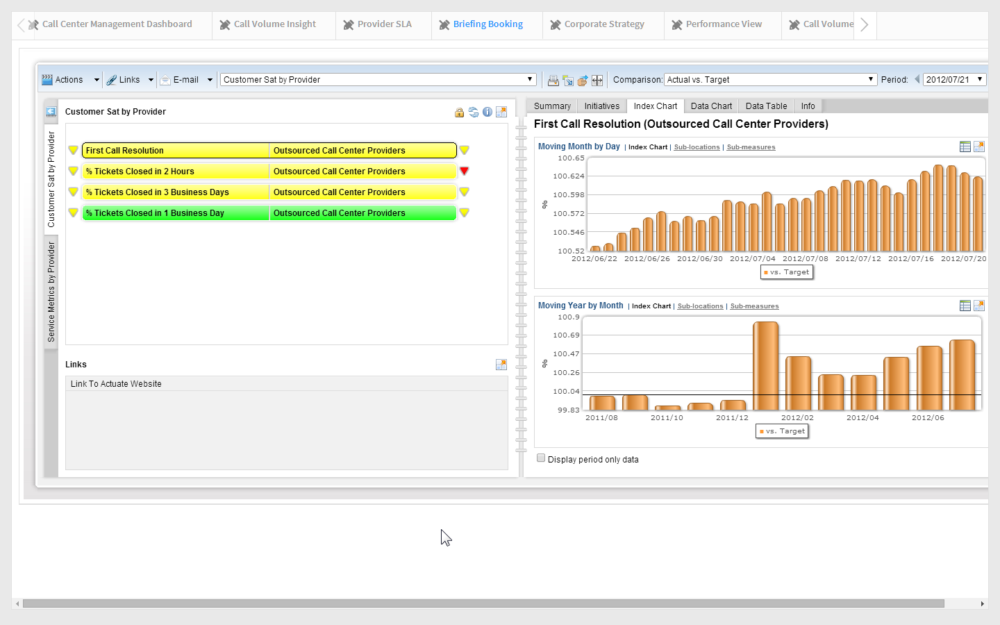 Call Center Management Dashboard
Call Volume Insight
Provider SLA
Briefing Booking
Corporate Strategy
Performance View
Call Volume
Actions
Links
E-mail
Customer Sat by Provider
Comparison:
Actual vs. Target
Period:
2012/07/21
Customer Sat by Provider
Service Metrics by Provider
Customer Sat by Provider
First Call Resolution
Outsourced Call Center Providers
% Tickets Closed in 2 Hours
Outsourced Call Center Providers
% Tickets Closed in 3 Business Days
Outsourced Call Center Providers
% Tickets Closed in 1 Business Day
Outsourced Call Center Providers
Links
Link To Actuate Website
Summary
Initiatives
Index Chart
Data Chart
Data Table
Info
First Call Resolution (Outsourced Call Center Providers)
Moving Month by Day | Index Chart | Sub-locations | Sub-measures
100.65
100.624
100.598
100.572
100.546
100.52
%
2012/06/22
2012/06/26
2012/06/30
2012/07/04
2012/07/08
2012/07/12
2012/07/16
2012/07/20
vs. Target
Moving Year by Month | Index Chart | Sub-locations | Sub-measures
100.9
100.69
100.47
100.26
100.04
99.83
%
2011/08
2011/10
2011/12
2012/02
2012/04
2012/06
vs. Target
Display period only data